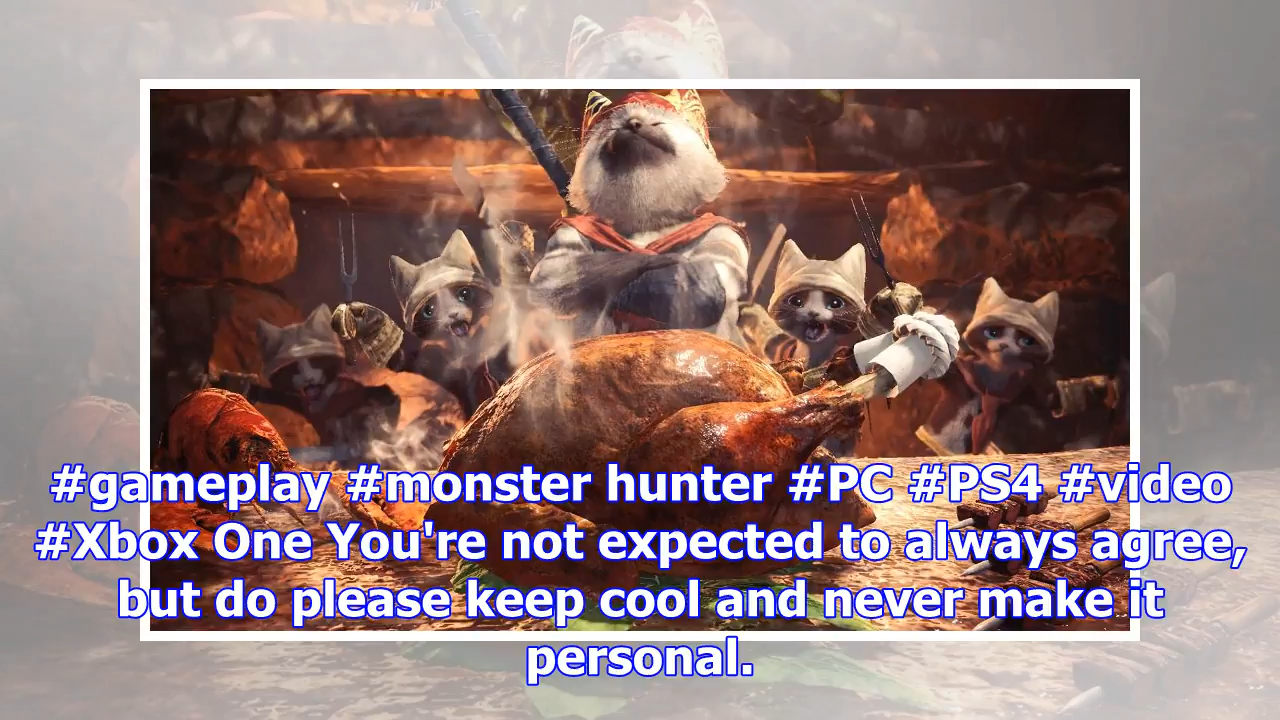 #gameplay #monster hunter #PC #PS4 #video
#Xbox One You're not expected to always agree,
but do please keep cool and never make it
personal.